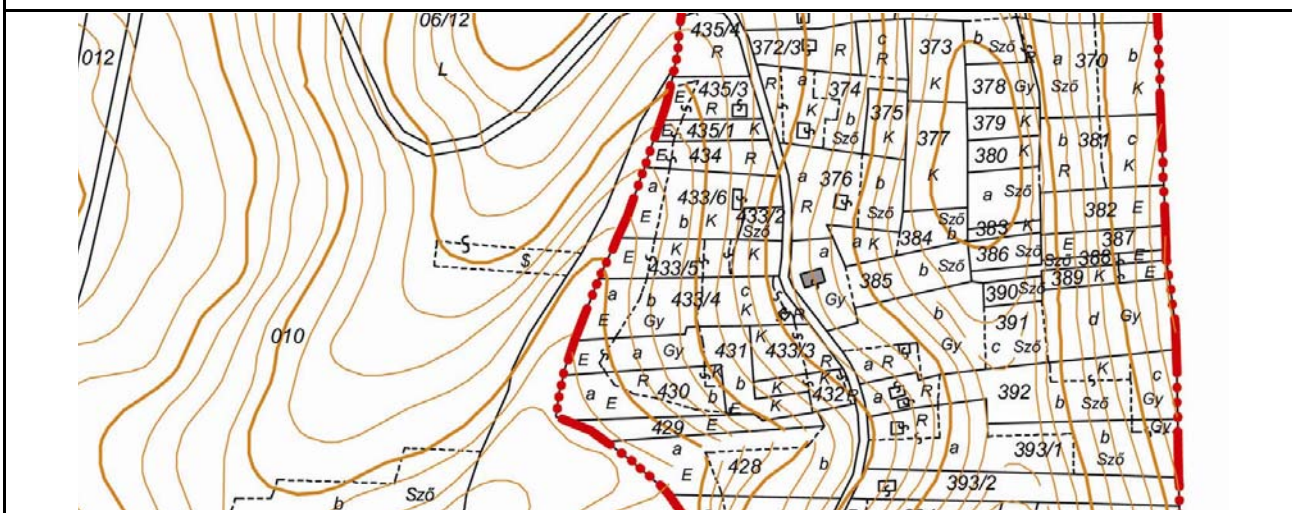 06/12
435/4
R
372/3
R
c
R
373
b
Sző
a
370
b
012
L
E
435/3
R
R
a
374
K
378
Gy
Sző
K
E
435/1
K
K
b
Sző
375
K
377
379
K
b
381
c
E
434
R
380
K
R
K
a
433/6
a
376
b
K
a
Sző
E
b
K
433/2
Sző
R
Sző
Sző
b
383
K
382
E
E
K
K
a
a
K
384
386
Sző
E
387
433/5
b
Sző
Sző
388
E
a
b
433/4
c
385
390
Sző
389
K
E
E
Gy
K
R
Gy
b
391
d
Gy
010
a
Gy
431
K
433/3
R
a
R
Gy
c
Sző
E
R
K
K
R
K
a
430
b
K
432
R
a
392
b
Sző
c
E
b
E
K
Gy
429
E
R
Gy
a
428
b
a
393/1
b
Sző
E
393/2
b
Sző